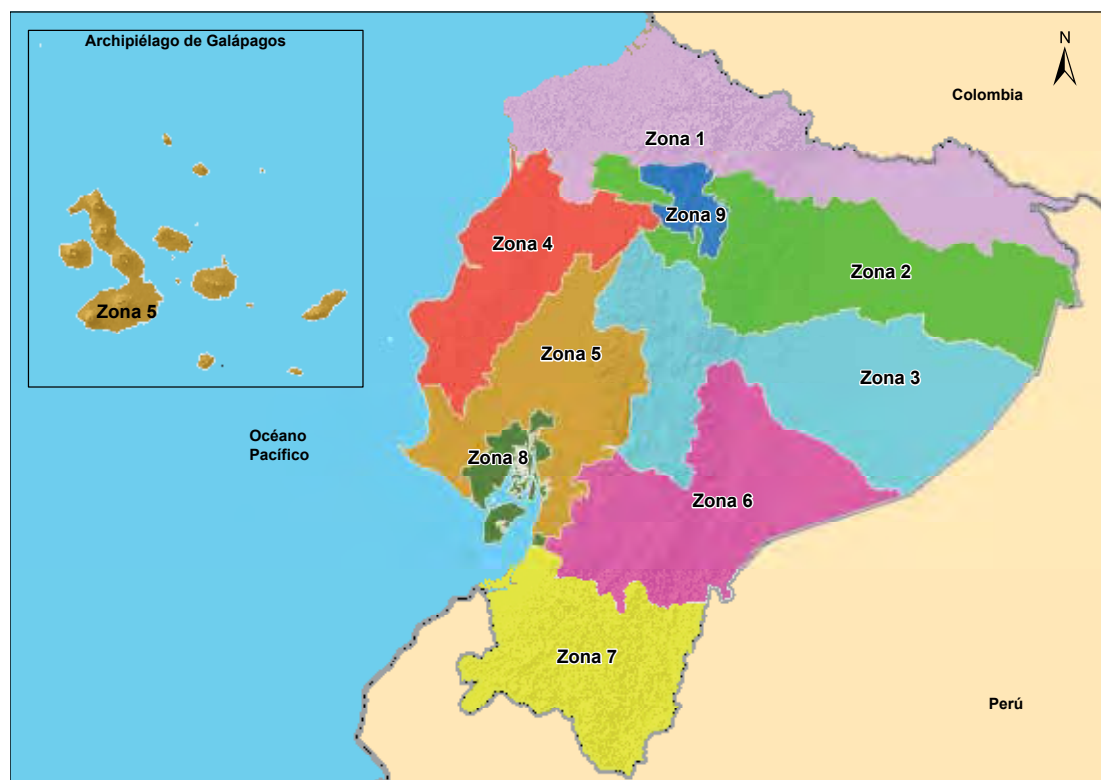 Archipiélago de Galápagos
N
Colombia
Zona 1
Zona 9
Zona 4
Zona 2
Zona 5
Zona 5
Zona 3
Océano
Pacífico
Zona 8
Zona 6
Zona 7
Perú